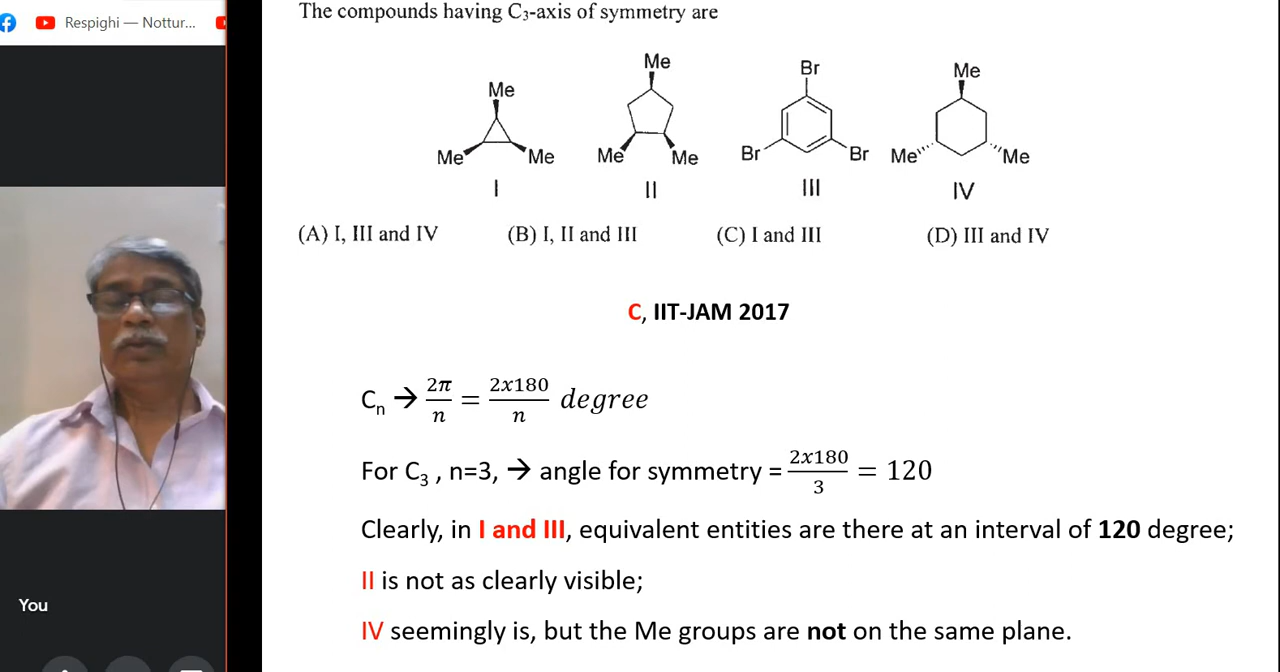 Respighi — Nottur...
The compounds having C₃-axis of symmetry are
Me Me Br Me
Me Me Me Me Br Br Me Me
I II III IV
(A) I, III and IV (B) I, II and III (C) I and III (D) III and IV
C, IIT-JAM 2017
Cₙ → 2π/n = 2x180/n degree
For C₃ , n=3, → angle for symmetry = 2x180/3 = 120
Clearly, in I and III, equivalent entities are there at an interval of 120 degree;
II is not as clearly visible;
You
IV seemingly is, but the Me groups are not on the same plane.